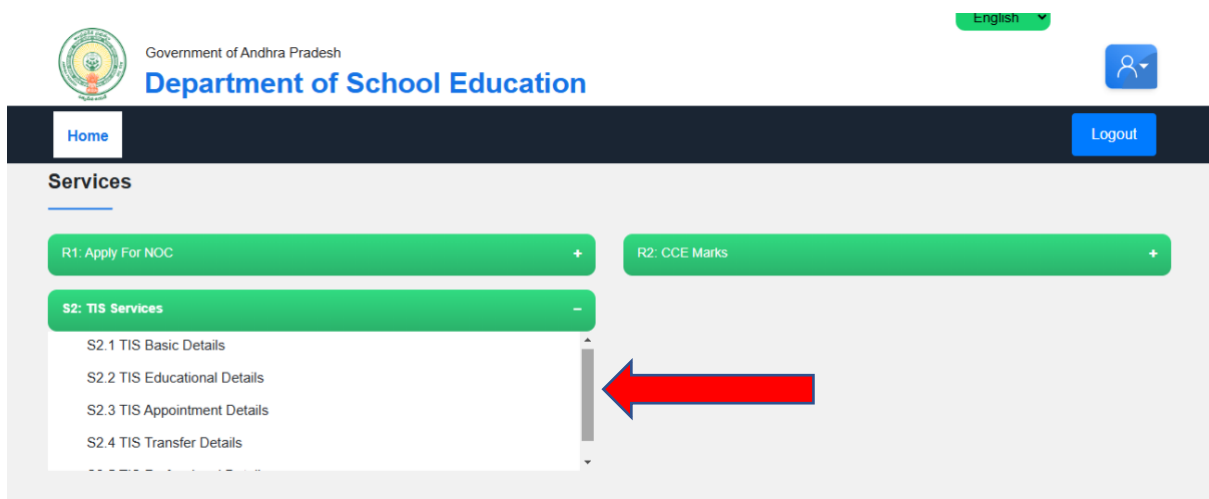 English
Government of Andhra Pradesh
Department of School Education
Home
Logout
Services
R1: Apply For NOC
+
R2: CCE Marks
+
S2: TIS Services
–
S2.1 TIS Basic Details
S2.2 TIS Educational Details
S2.3 TIS Appointment Details
S2.4 TIS Transfer Details